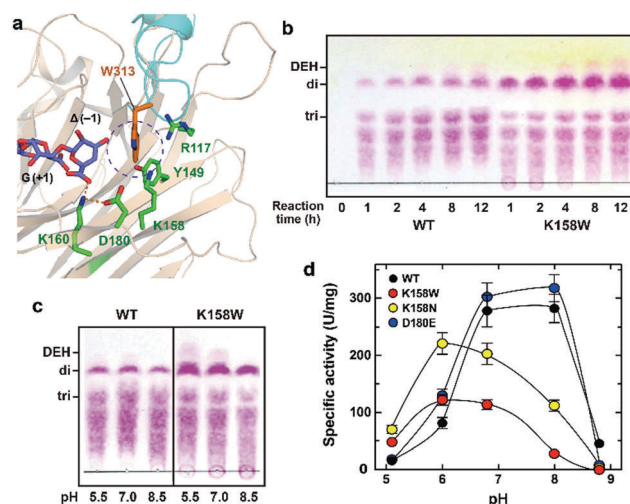 a
W313
Δ (–1)
R117
G (+1)
Y149
K160
D180
K158
b
DEH
di
tri
Reaction
time (h)
0 1 2 4 8 12 1 2 4 8 12
WT K158W
c
WT K158W
DEH
di
tri
pH 5.5 7.0 8.5 5.5 7.0 8.5
d
WT
K158W
K158N
D180E
Specific activity (U/mg)
300
200
100
0
5 6 7 8 9
pH